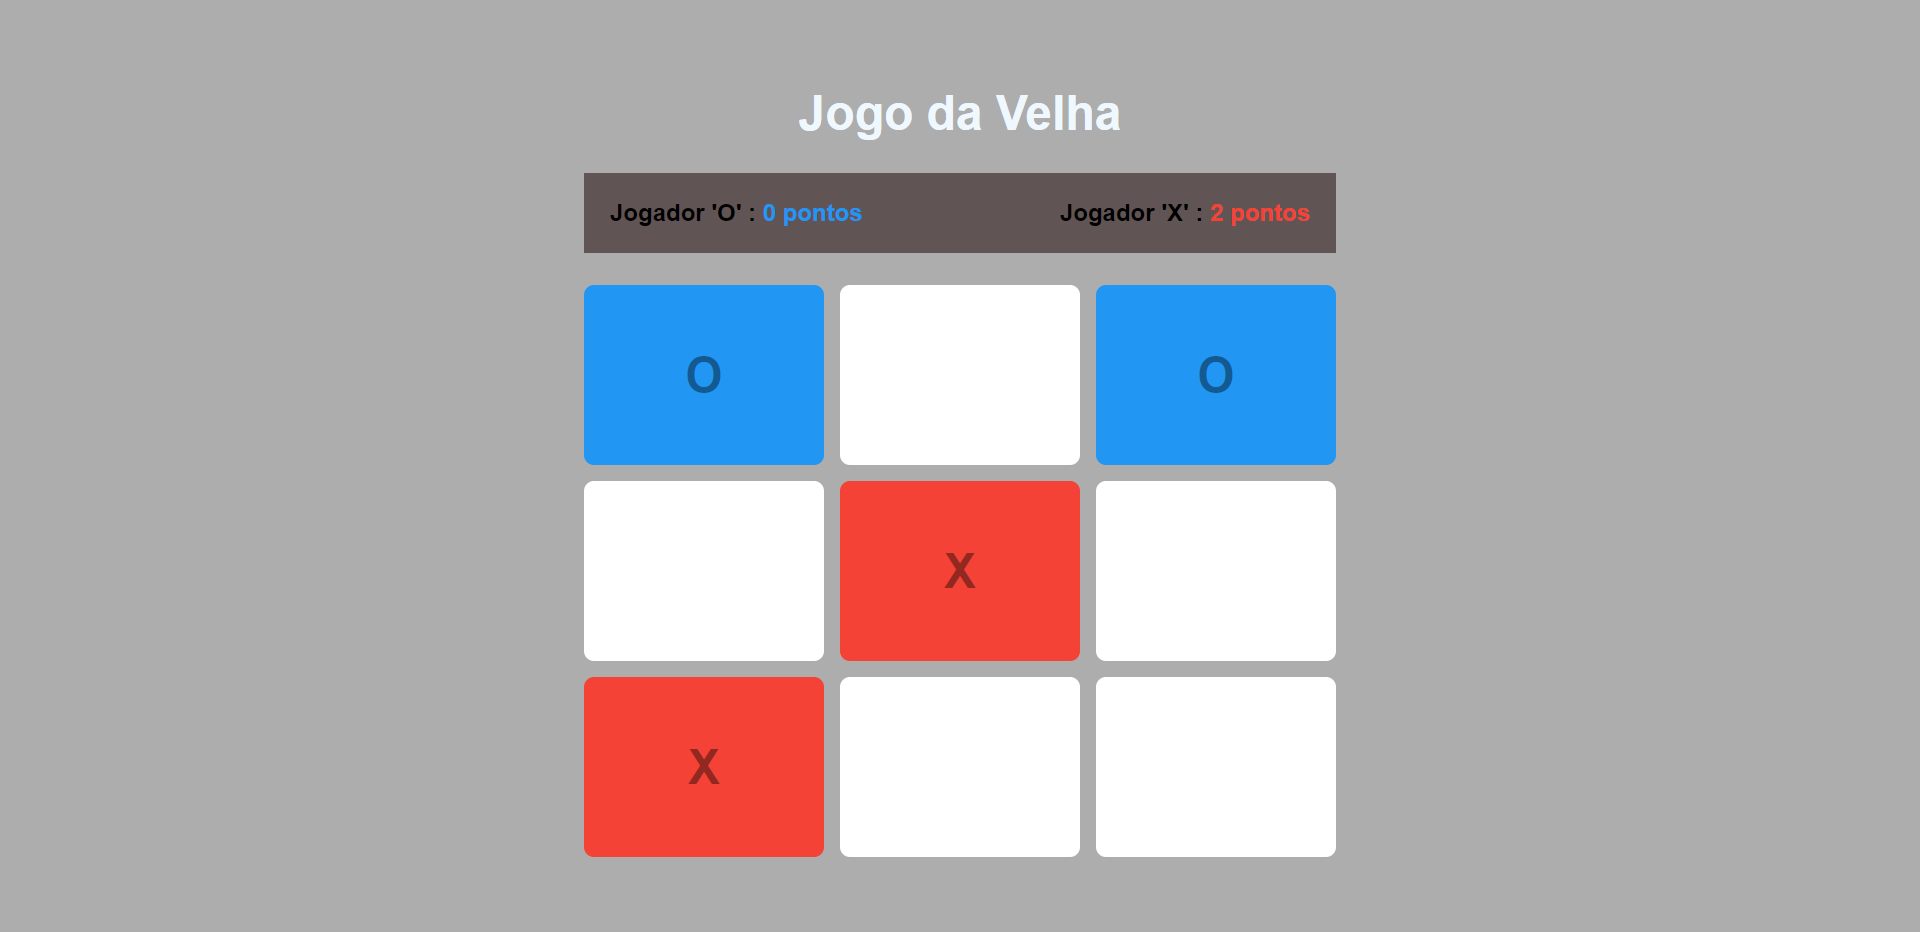 Jogo da Velha
Jogador 'O' : 0 pontos
Jogador 'X' : 2 pontos
O O
X
X